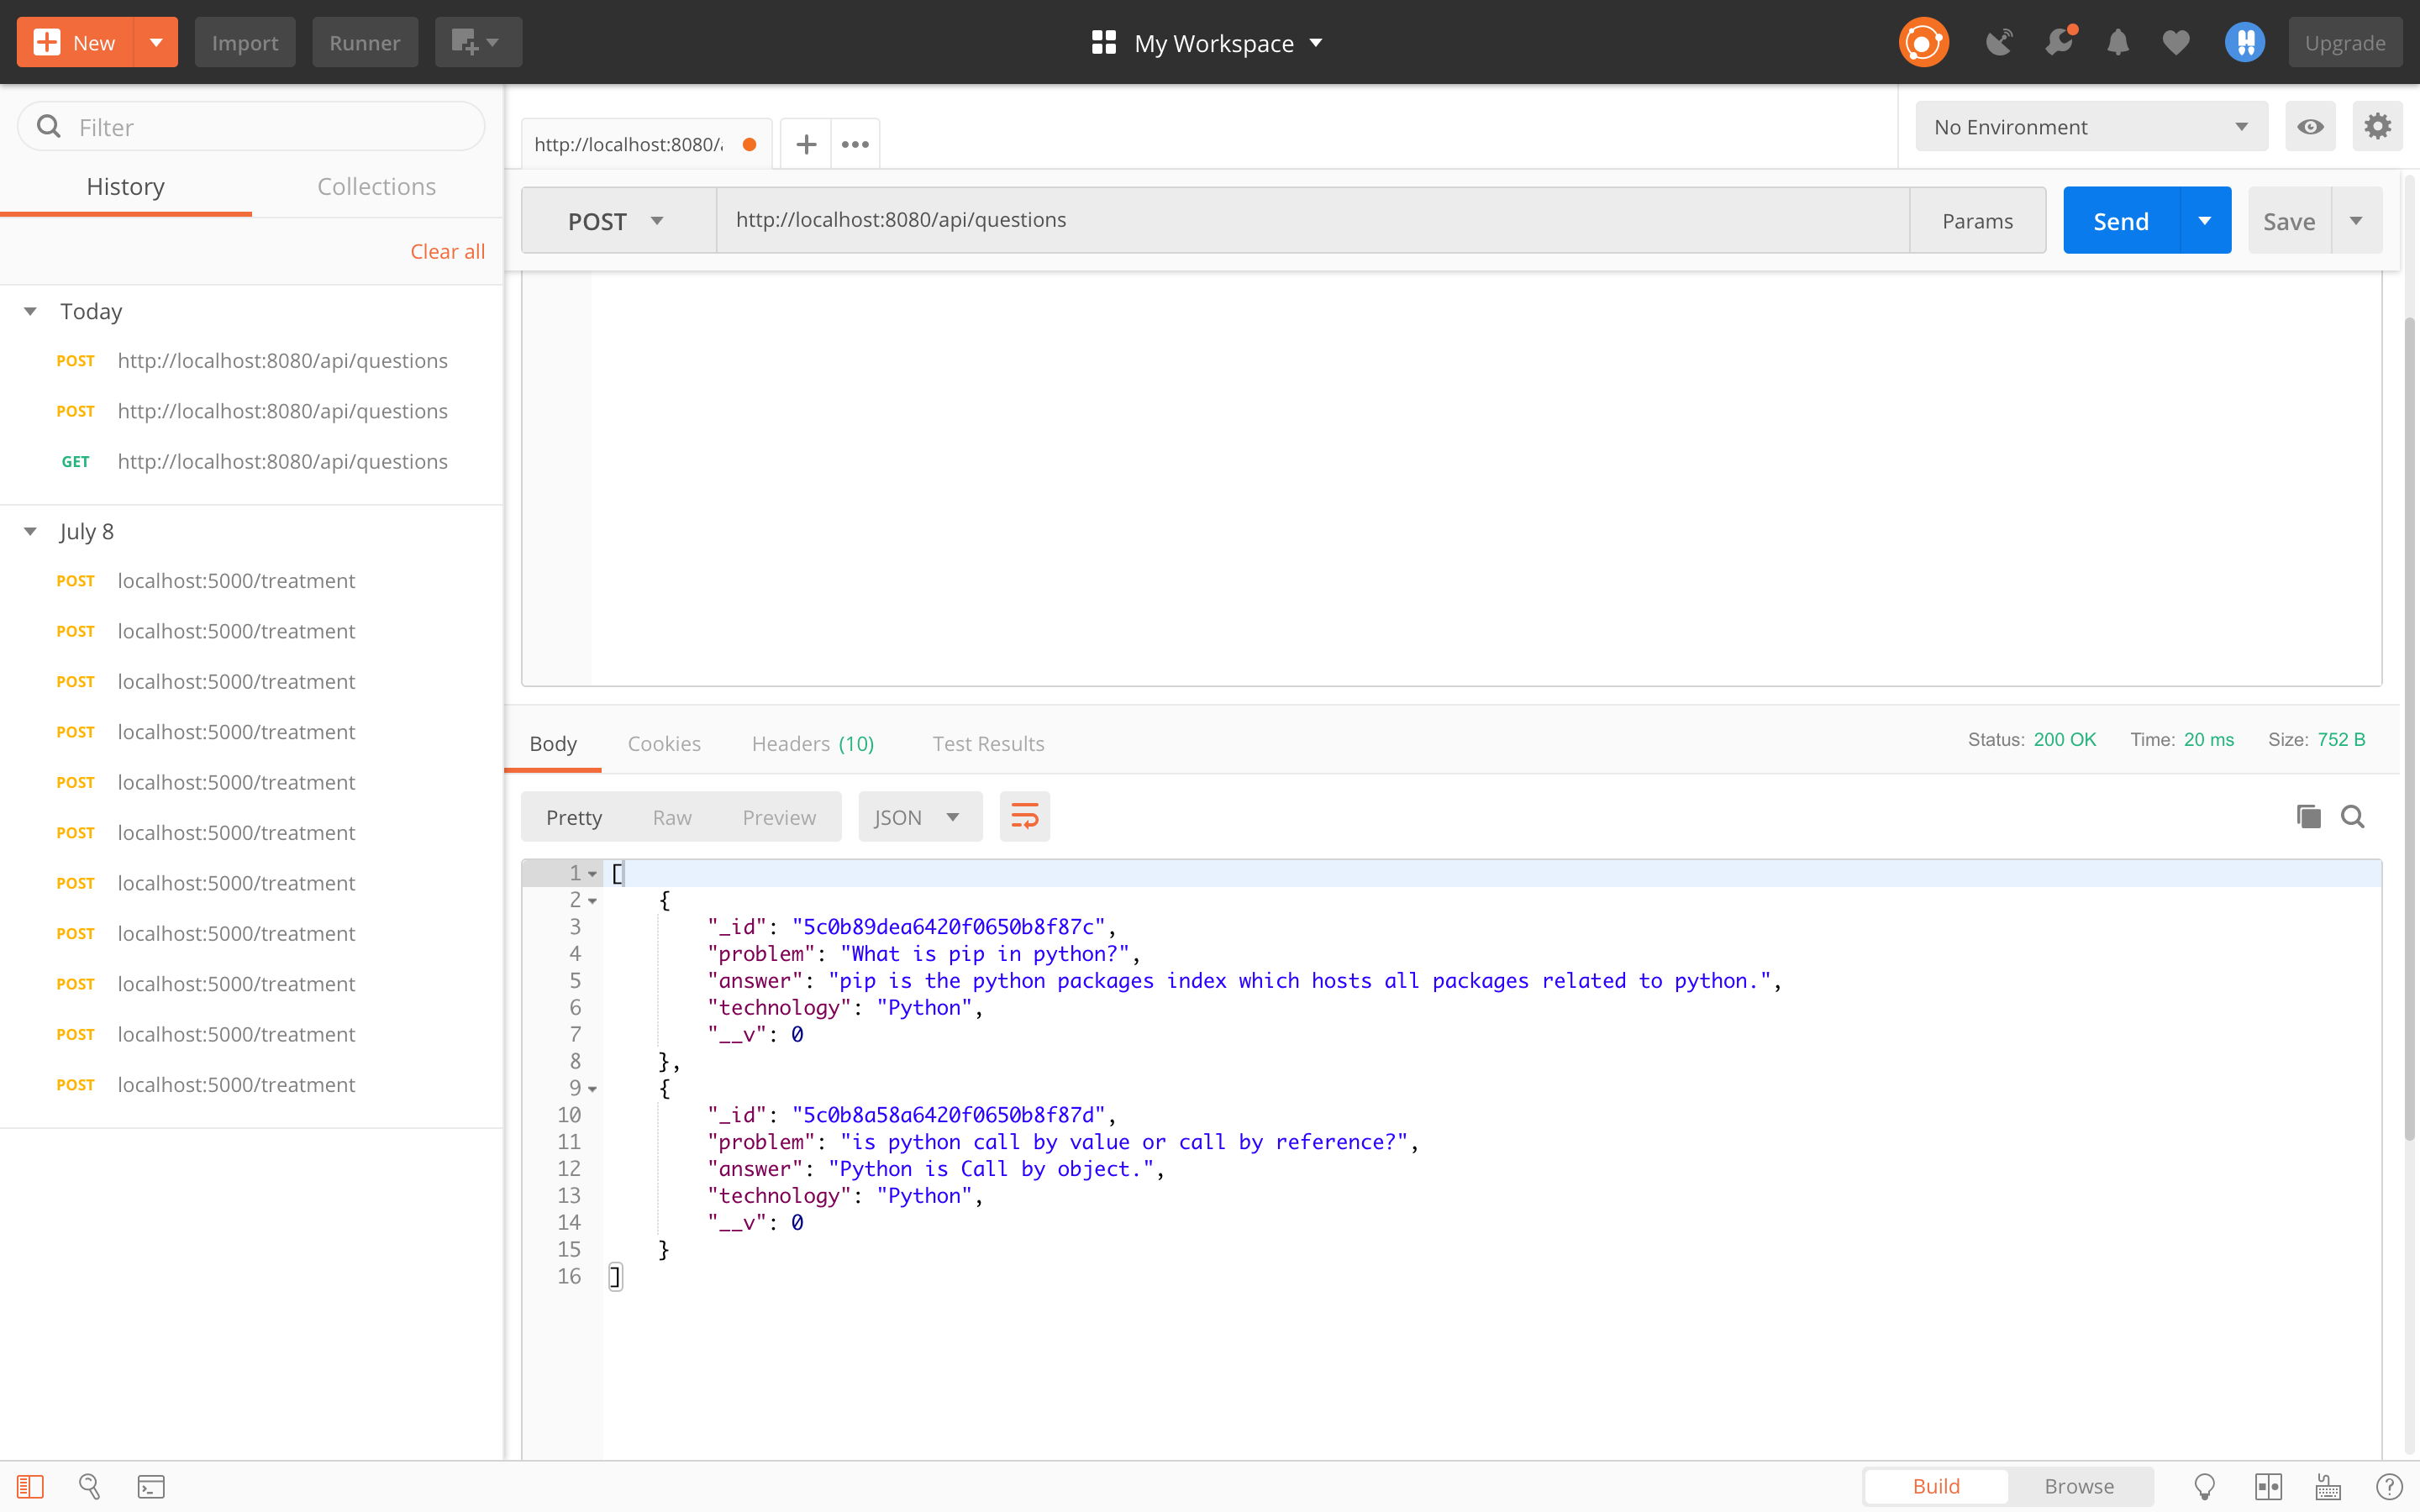 New
Import
Runner
My Workspace
Upgrade
Filter
History
Collections
Clear all
Today
POST http://localhost:8080/api/questions
POST http://localhost:8080/api/questions
GET http://localhost:8080/api/questions
July 8
POST localhost:5000/treatment
POST localhost:5000/treatment
POST localhost:5000/treatment
POST localhost:5000/treatment
POST localhost:5000/treatment
POST localhost:5000/treatment
POST localhost:5000/treatment
POST localhost:5000/treatment
POST localhost:5000/treatment
POST localhost:5000/treatment
POST localhost:5000/treatment
http://localhost:8080/
No Environment
POST http://localhost:8080/api/questions Params Send Save
Body Cookies Headers (10) Test Results Status: 200 OK Time: 20 ms Size: 752 B
Pretty Raw Preview JSON
1 [
2 {
3 "_id": "5c0b89dea6420f0650b8f87c",
4 "problem": "What is pip in python?",
5 "answer": "pip is the python packages index which hosts all packages related to python.",
6 "technology": "Python",
7 "__v": 0
8 },
9 {
10 "_id": "5c0b8a58a6420f0650b8f87d",
11 "problem": "is python call by value or call by reference?",
12 "answer": "Python is Call by object.",
13 "technology": "Python",
14 "__v": 0
15 }
16 ]
Build Browse